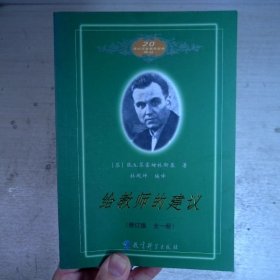 20
[苏] B.A.苏霍姆林斯基 著
杜殿坤 编译
给教师的建议
(修订版 全一册)
教育科学出版社